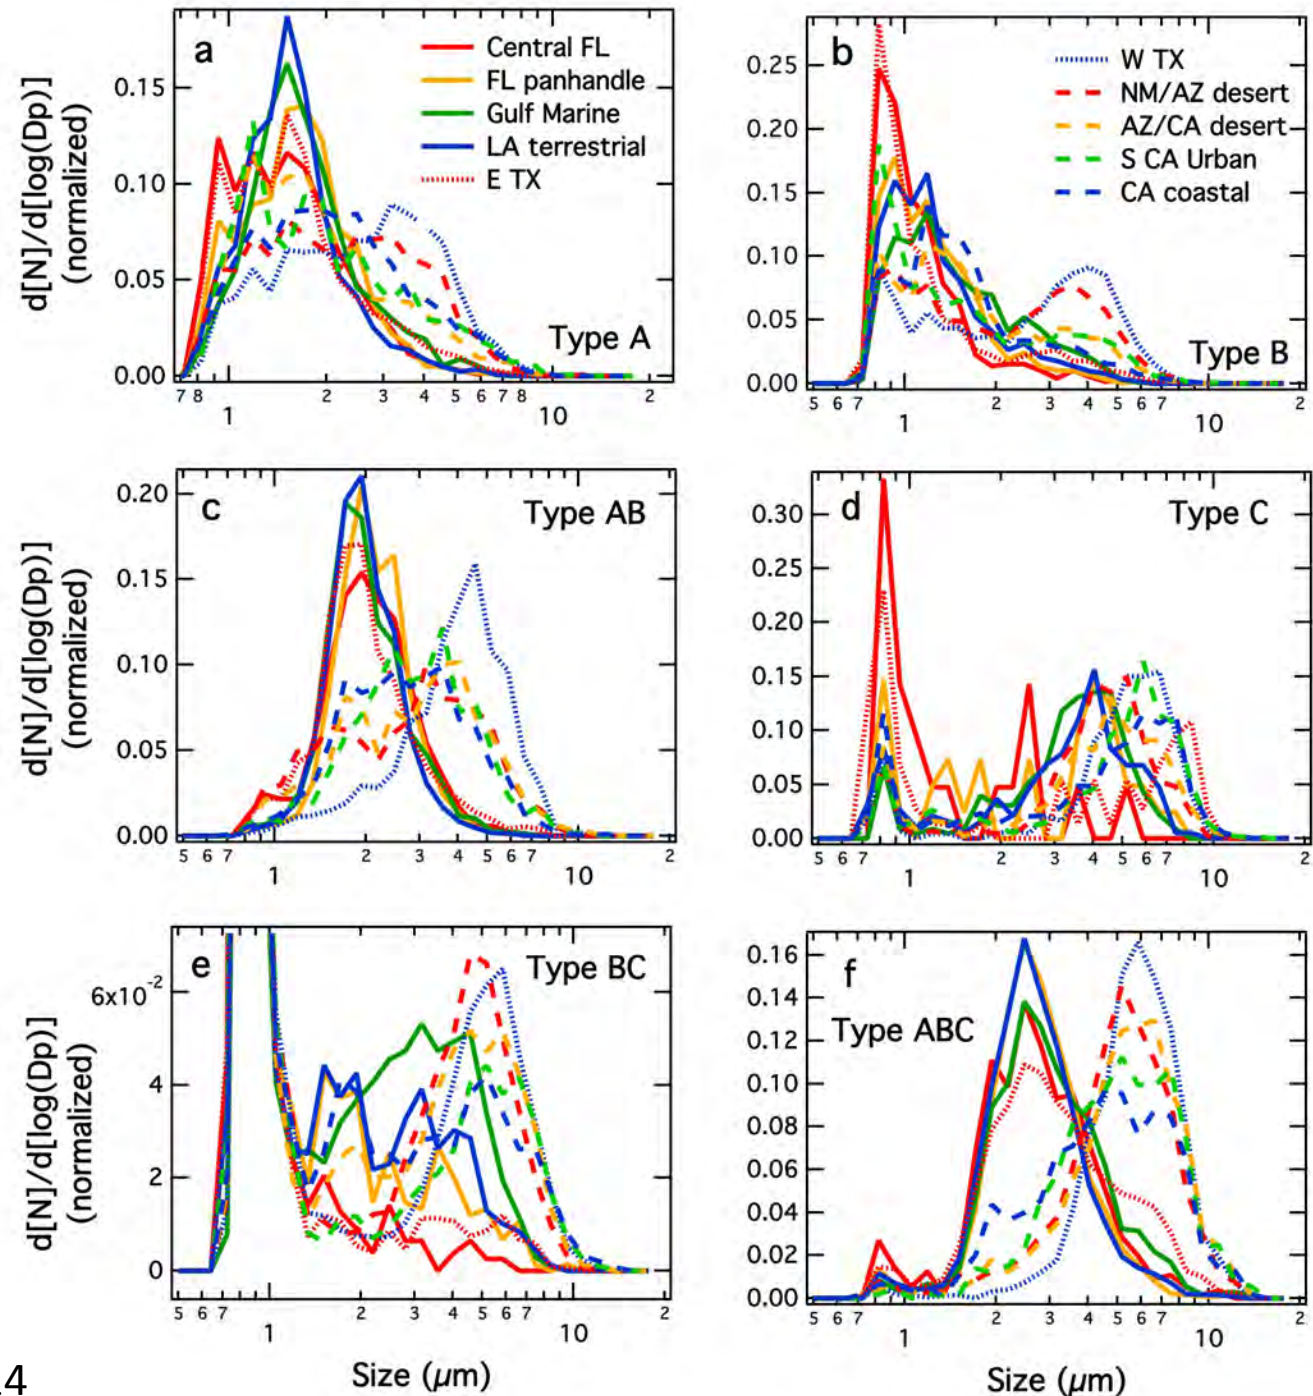 a
Central FL
FL panhandle
Gulf Marine
LA terrestrial
E TX
Type A
d[N]/d[log(Dp)]
(normalized)
0.15
0.10
0.05
0.00
7 8 2 3 4 5 6 7 8 2
1 10
b
W TX
NM/AZ desert
AZ/CA desert
S CA Urban
CA coastal
Type B
0.25
0.20
0.15
0.10
0.05
0.00
5 6 7 2 3 4 5 6 7 2
1 10
c
Type AB
d[N]/d[log(Dp)]
(normalized)
0.20
0.15
0.10
0.05
0.00
5 6 7 2 3 4 5 6 7 2
1 10
d
Type C
0.30
0.25
0.20
0.15
0.10
0.05
0.00
5 6 7 2 3 4 5 6 7 2
1 10
e
Type BC
d[N]/d[log(Dp)]
(normalized)
6x10-2
4
2
0
5 6 7 2 3 4 5 6 7 2
1 10
Size (µm)
f
Type ABC
0.16
0.14
0.12
0.10
0.08
0.06
0.04
0.02
0.00
5 6 7 2 3 4 5 6 7 2
1 10
Size (µm)
.4